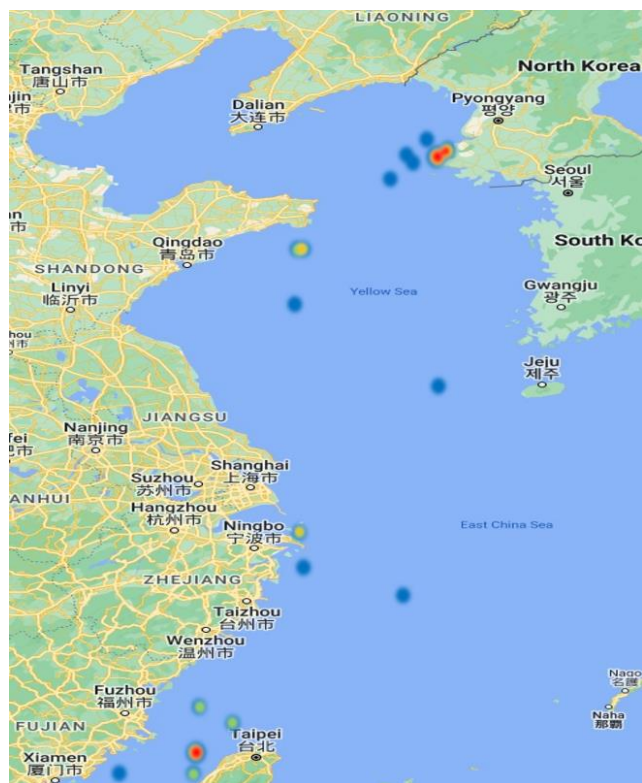 LIAONING
Tangshan
唐山市
North Korea
Dalian
大连市
Pyongyang
평양
Seoul
서울
Qingdao
青岛市
SHANDONG
Linyi
临沂市
Yellow Sea
South Ko
Gwangju
광주
Jeju
제주
JIANGSU
Nanjing
南京市
Suzhou
苏州市
Shanghai
上海市
ANHUI
Hangzhou
杭州市
Ningbo
宁波市
East China Sea
ZHEJIANG
Taizhou
台州市
Wenzhou
温州市
Nago
名護
Naha
那覇
Fuzhou
福州市
FUJIAN
Taipei
台北
Xiamen
厦门市